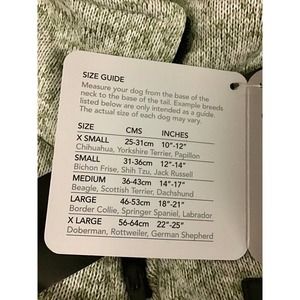 SIZE GUIDE
Measure your dog from the base of the
neck to the base of the tail. Example breeds
listed below are only intended as a guide.
The actual size of each dog may vary.
SIZE CMS INCHES
X SMALL 25-31cm 10"-12"
Chihuahua, Yorkshire Terrier, Papillon
SMALL 31-36cm 12"-14"
Bichon Frise, Shih Tzu, Jack Russell
MEDIUM 36-43cm 14"-17"
Beagle, Scottish Terrier, Dachshund
LARGE 46-53cm 18"-21"
Border Collie, Springer Spaniel, Labrador
X LARGE 56-64cm 22"-25"
Doberman, Rottweiler, German Shepherd